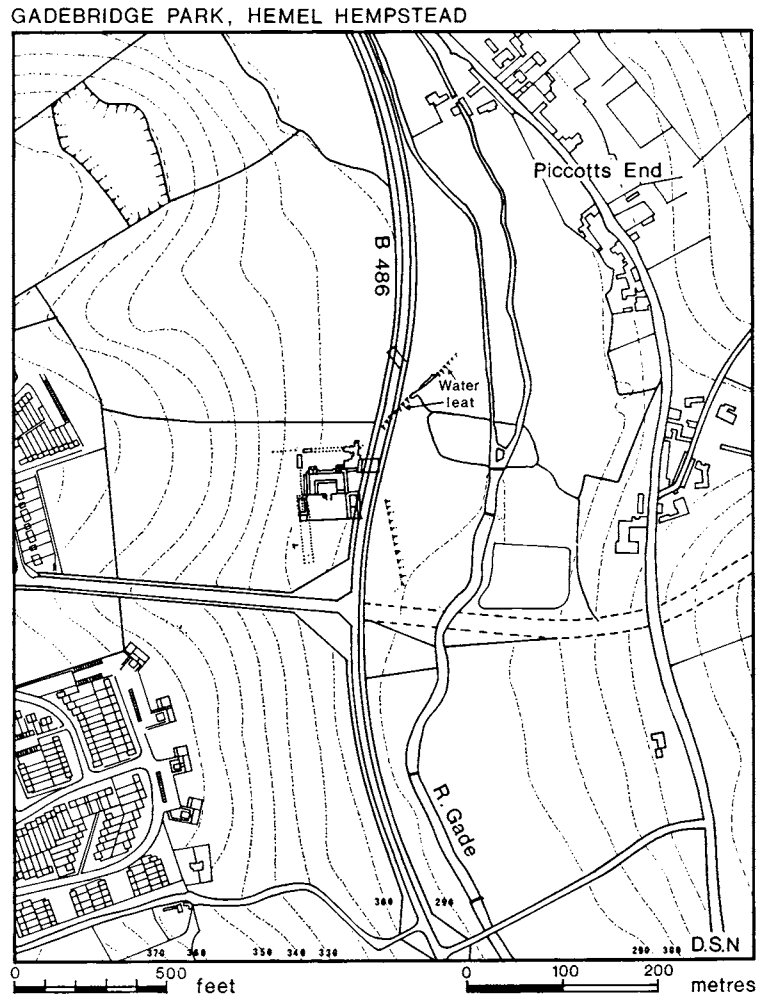 GADEBRIDGE PARK, HEMEL HEMPSTEAD
Piccotts End
B 486
Water
leat
R. Gade
300 290
370 360 350 340 330 290 300
D.S.N
0 500 feet
0 100 200 metres